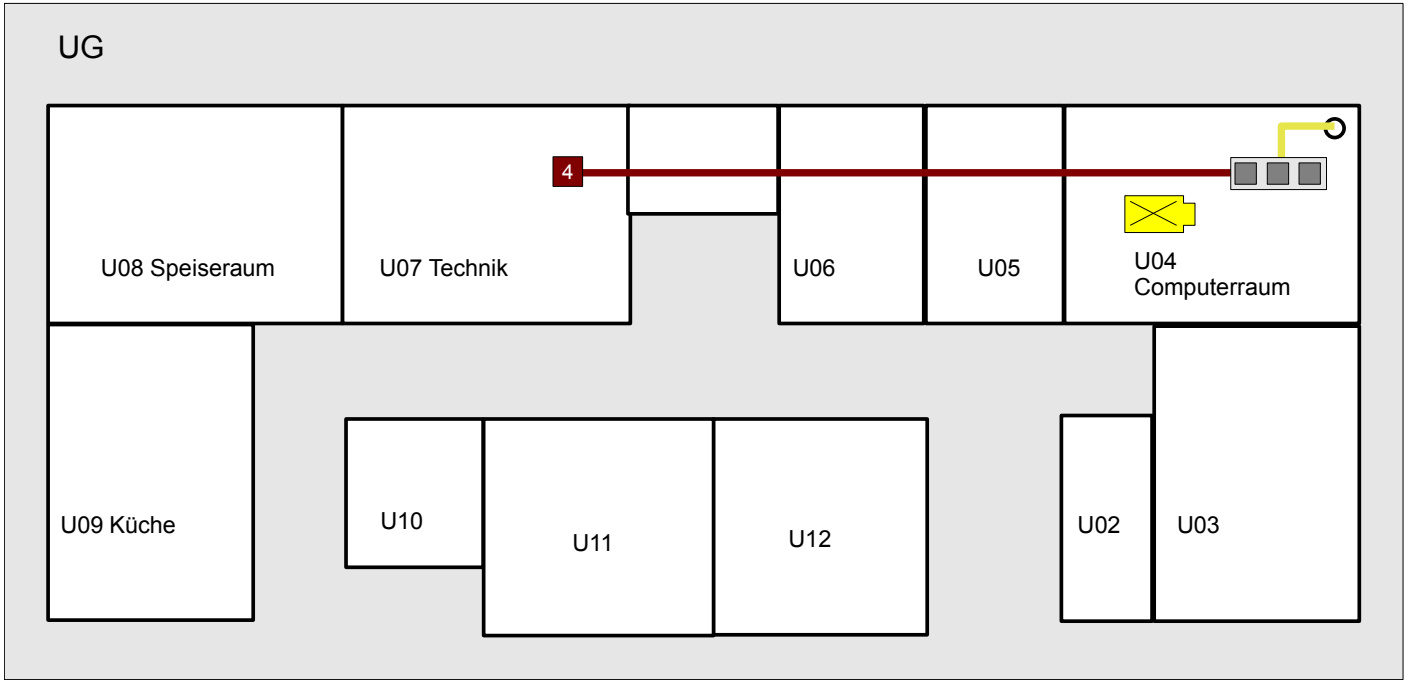 UG
4
U08 Speiseraum
U07 Technik
U06
U05
U04
Computerraum
U09 Küche
U10
U11
U12
U02
U03